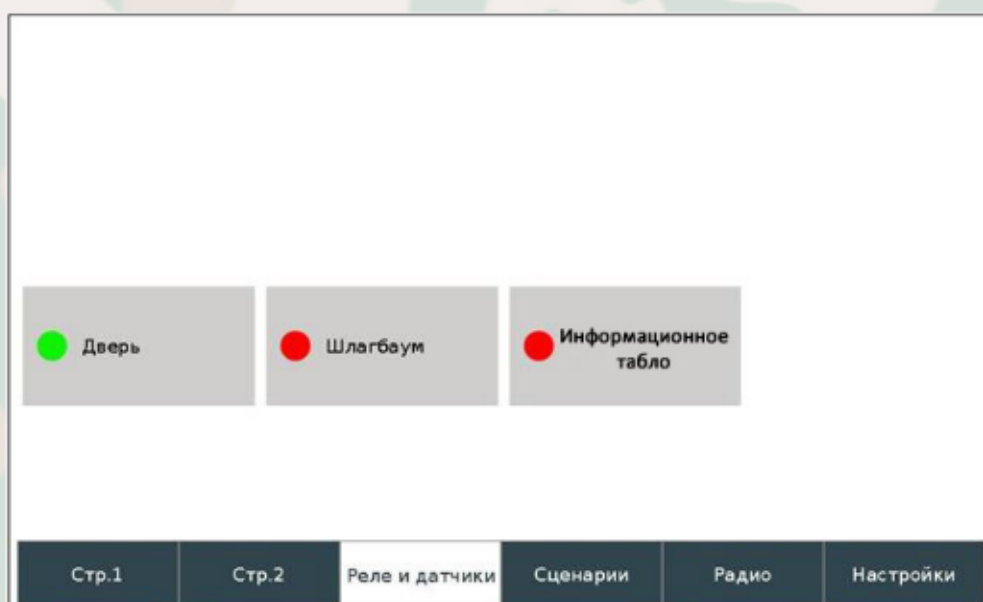 Дверь
Шлагбаум
Информационное
табло
Стр.1
Стр.2
Реле и датчики
Сценарии
Радио
Настройки